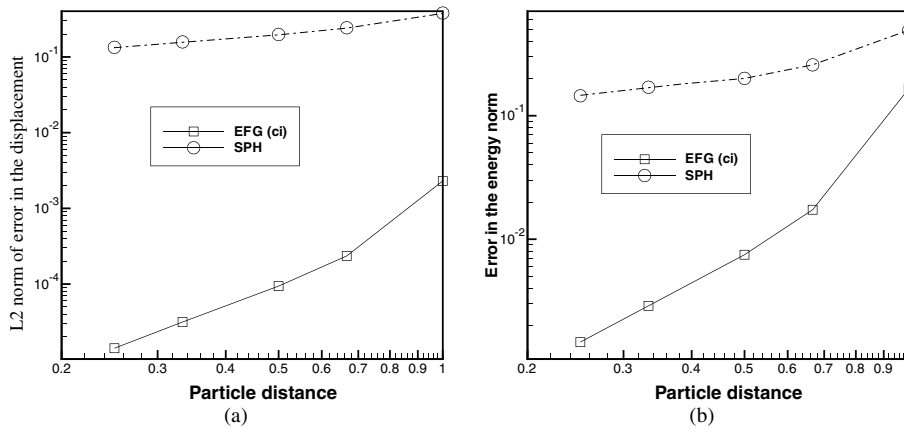 L2 norm of error in the displacement
10⁻¹
10⁻²
10⁻³
10⁻⁴
EFG (ci)
SPH
0.2 0.3 0.4 0.5 0.6 0.7 0.8 0.9 1
Particle distance
(a)
Error in the energy norm
10⁻¹
10⁻²
EFG (ci)
SPH
0.2 0.3 0.4 0.5 0.6 0.7 0.8 0.9
Particle distance
(b)